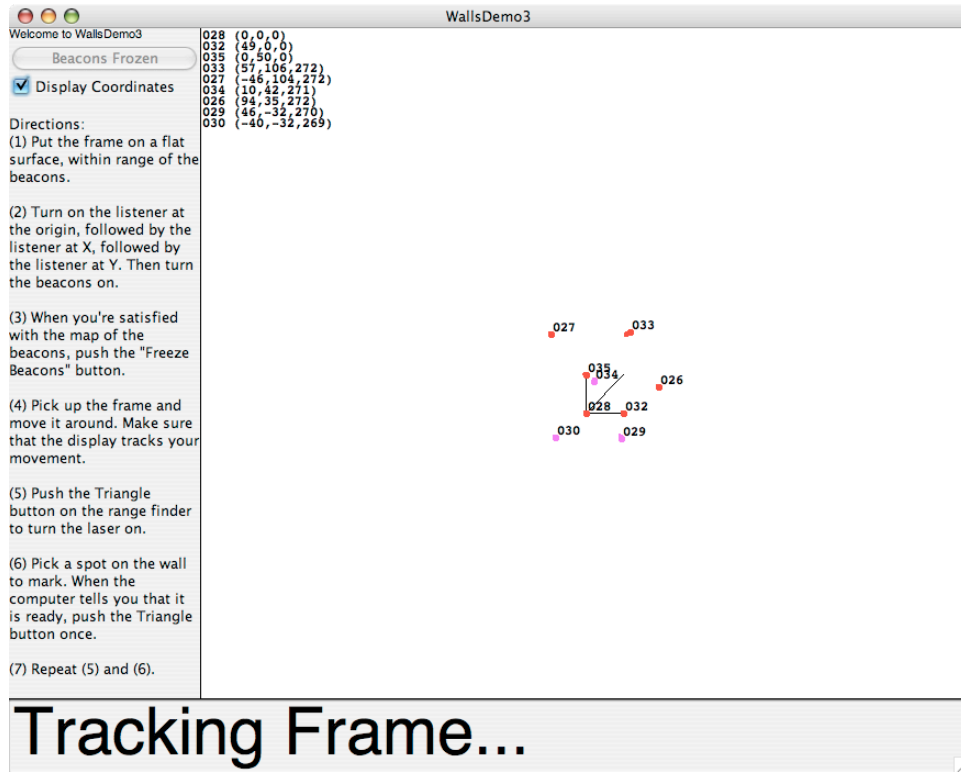 WallsDemo3
Welcome to WallsDemo3
Beacons Frozen
Display Coordinates
Directions:
(1) Put the frame on a flat
surface, within range of the
beacons.
(2) Turn on the listener at
the origin, followed by the
listener at X, followed by
the listener at Y. Then turn
the beacons on.
(3) When you're satisfied
with the map of the
beacons, push the "Freeze
Beacons" button.
(4) Pick up the frame and
move it around. Make sure
that the display tracks your
movement.
(5) Push the Triangle
button on the range finder
to turn the laser on.
(6) Pick a spot on the wall
to mark. When the
computer tells you that it
is ready, push the Triangle
button once.
(7) Repeat (5) and (6).
028 (0,0,0)
032 (49,0,0)
035 (0,50,0)
033 (57,106,272)
027 (-46,104,272)
034 (10,42,271)
026 (94,35,272)
029 (46,-32,270)
030 (-40,-32,269)
027
033
035
034
026
028
032
030
029
Tracking Frame...